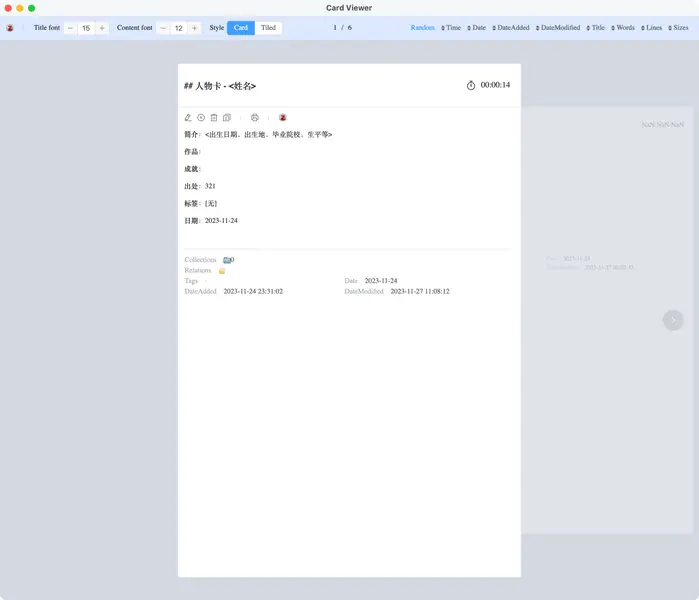 Card Viewer
Title font − 15 + Content font − 12 + Style Card Tiled 1 / 6 Random Time Date DateAdded DateModified Title Words Lines Sizes
## 人物卡 - <姓名> 00:00:14
NaN:NaN:NaN
简介：<出生日期、出生地、毕业院校、生平等>
作品：
成就：
出处：321
标签：[无]
日期：2023-11-24
Collections 0
Relations
Tags - Date 2023-11-24
DateAdded 2023-11-24 23:31:02 DateModified 2023-11-27 11:08:12